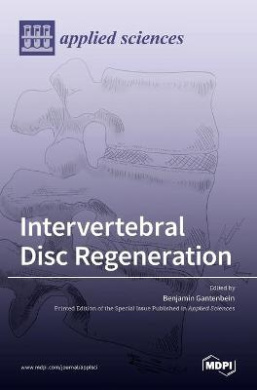 applied sciences
Intervertebral
Disc Regeneration
Edited by
Benjamin Gantenbein
Printed Edition of the Special Issue Published in Applied Sciences
www.mdpi.com/journal/applsci
MDPI